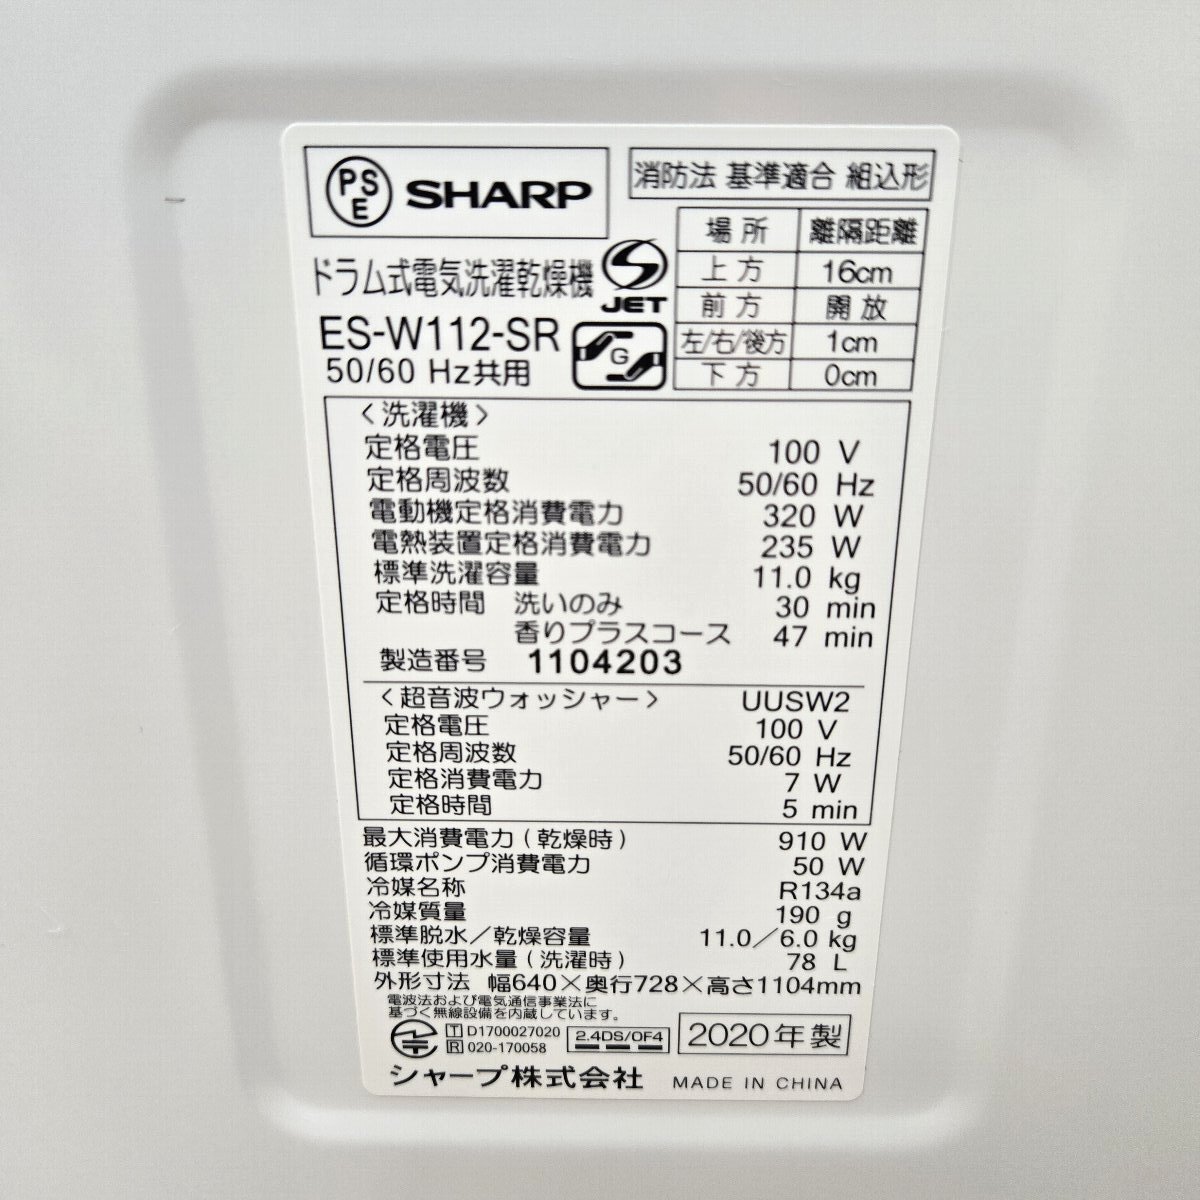 PSE SHARP
消防法 基準適合 組込形
ドラム式電気洗濯乾燥機
JET
ES-W112-SR
G
50/60 Hz共用
場所 離隔距離
上方 16cm
前方 開放
左/右/後方 1cm
下方 0cm
〈洗濯機〉
定格電圧 100 V
定格周波数 50/60 Hz
電動機定格消費電力 320 W
電熱装置定格消費電力 235 W
標準洗濯容量 11.0 kg
定格時間 洗いのみ 30 min
香りプラスコース 47 min
製造番号 1104203
〈超音波ウォッシャー〉 UUSW2
定格電圧 100 V
定格周波数 50/60 Hz
定格消費電力 7 W
定格時間 5 min
最大消費電力(乾燥時) 910 W
循環ポンプ消費電力 50 W
冷媒名称 R134a
冷媒質量 190 g
標準脱水/乾燥容量 11.0/6.0 kg
標準使用水量(洗濯時) 78 L
外形寸法 幅640×奥行728×高さ1104mm
電波法および電気通信事業法に
基づく無線設備を内蔵しています。
T D1700027020
R 020-170058
2.4DS/OF4
2020年製
シャープ株式会社 MADE IN CHINA